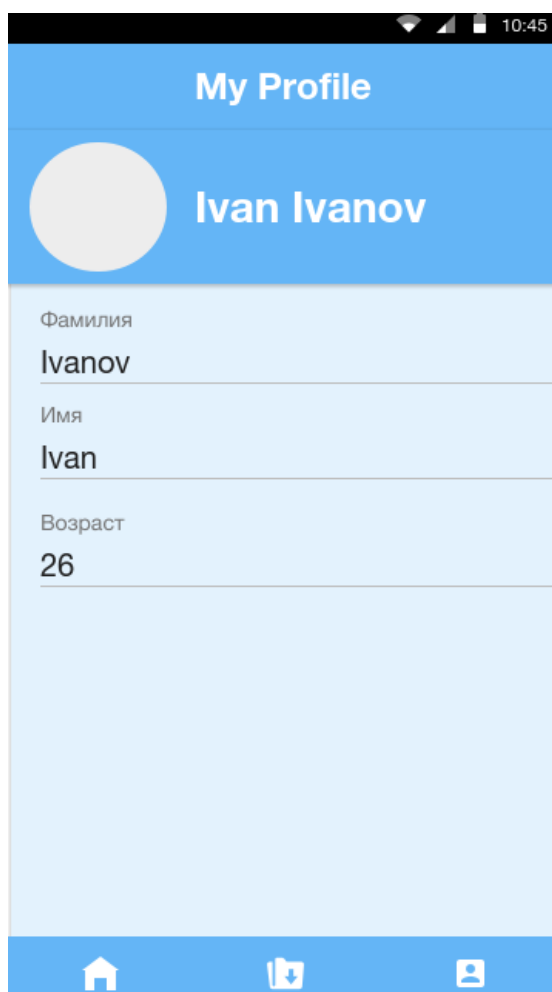 10:45
My Profile
Ivan Ivanov
Фамилия
Ivanov
Имя
Ivan
Возраст
26